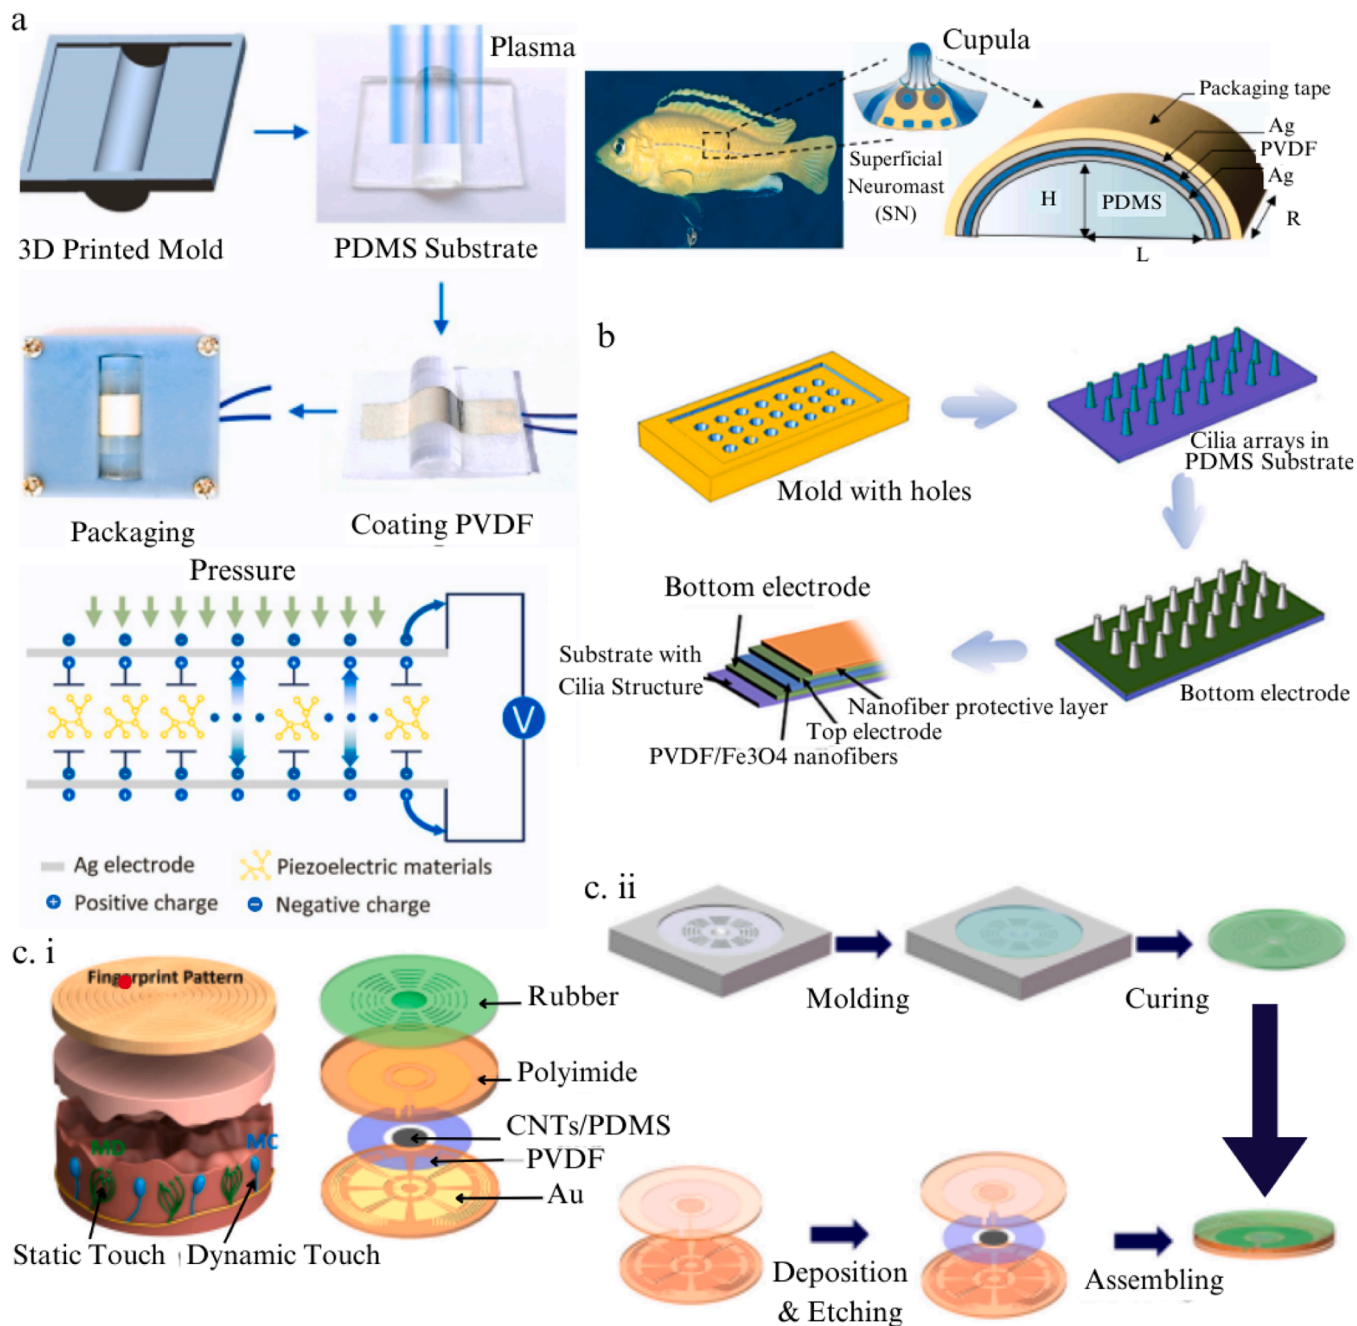 a
Plasma
3D Printed Mold
PDMS Substrate
Packaging
Coating PVDF
Cupula
Superficial
Neuromast
(SN)
Packaging tape
Ag
PVDF
Ag
H
PDMS
R
L
Pressure
V
Ag electrode
Piezoelectric materials
Positive charge
Negative charge
b
Mold with holes
Cilia arrays in
PDMS Substrate
Bottom electrode
Bottom electrode
Substrate with
Cilia Structure
Nanofiber protective layer
Top electrode
PVDF/Fe3O4 nanofibers
c. i
Fingerprint Pattern
MD
MC
Static Touch
Dynamic Touch
Rubber
Polyimide
CNTs/PDMS
PVDF
Au
c. ii
Molding
Curing
Deposition
& Etching
Assembling